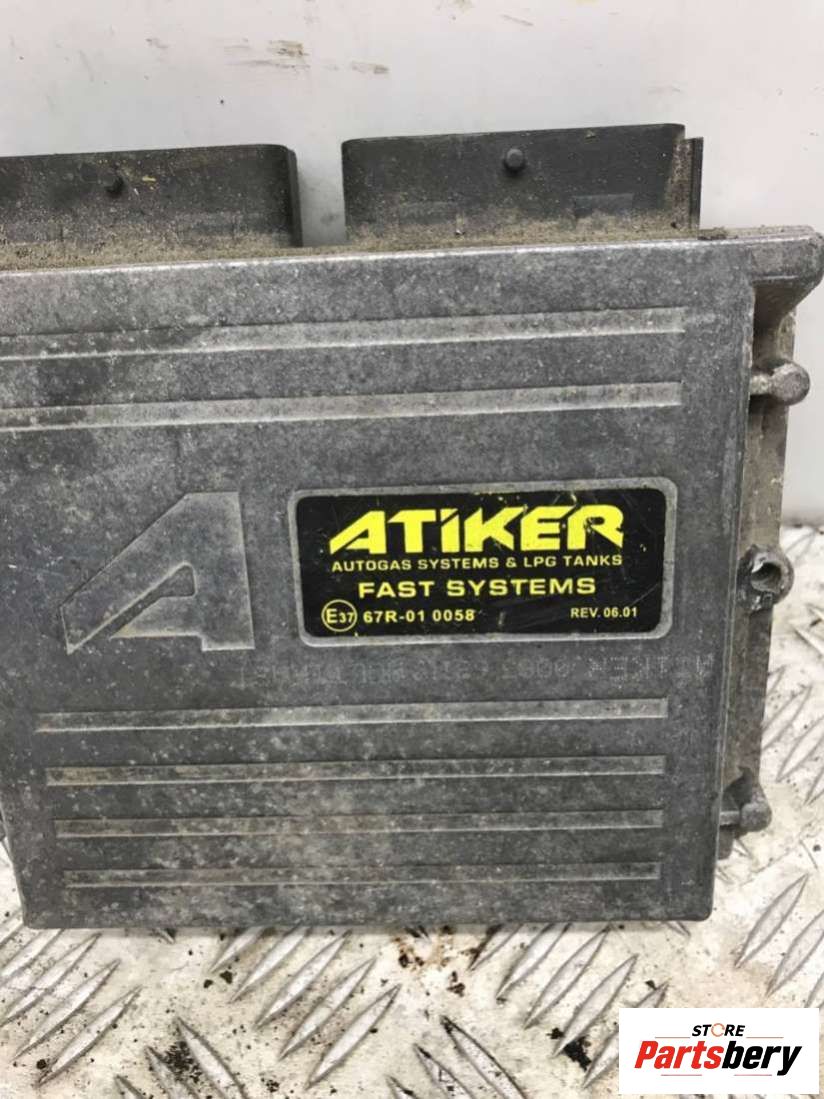 A
ATiKER
AUTOGAS SYSTEMS & LPG TANKS
FAST SYSTEMS
E37 67R-01 0058 REV. 06.01
STORE
Partsbery